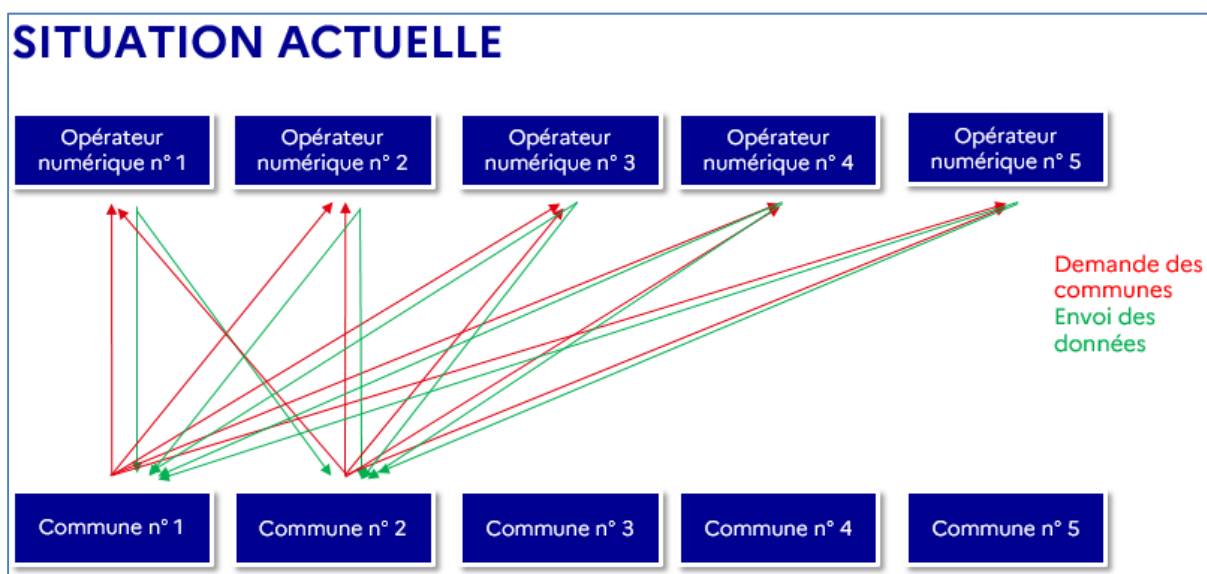 SITUATION ACTUELLE
Opérateur
numérique n° 1
Opérateur
numérique n° 2
Opérateur
numérique n° 3
Opérateur
numérique n° 4
Opérateur
numérique n° 5
Demande des
communes
Envoi des
données
Commune n° 1
Commune n° 2
Commune n° 3
Commune n° 4
Commune n° 5